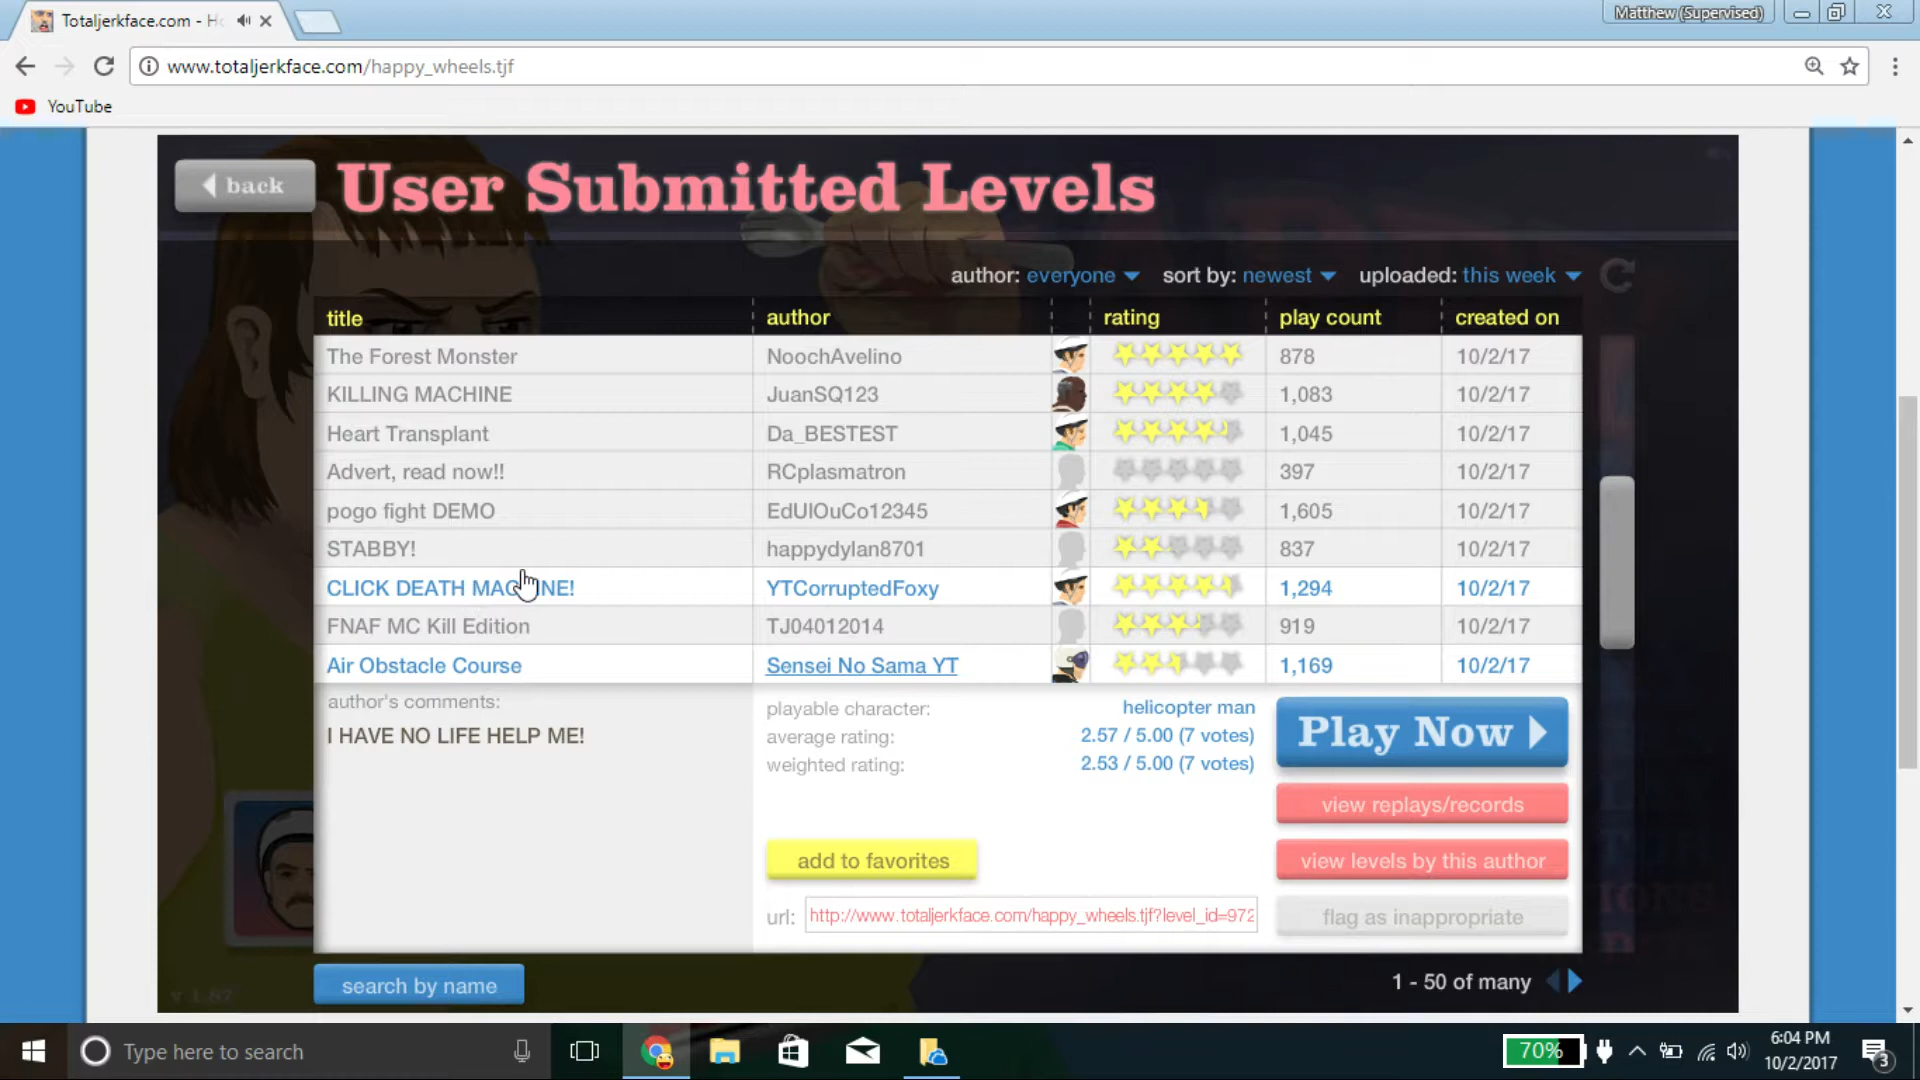 Totaljerkface.com - Ho
Matthew (Supervised)
www.totaljerkface.com/happy_wheels.tjf
YouTube
back
User Submitted Levels
author: everyone sort by: newest uploaded: this week
title author rating play count created on
The Forest Monster NoochAvelino 878 10/2/17
KILLING MACHINE JuanSQ123 1,083 10/2/17
Heart Transplant Da_BESTEST 1,045 10/2/17
Advert, read now!! RCplasmatron 397 10/2/17
pogo fight DEMO EdUIOuCo12345 1,605 10/2/17
STABBY! happydylan8701 837 10/2/17
CLICK DEATH MACHINE! YTCorruptedFoxy 1,294 10/2/17
FNAF MC Kill Edition TJ04012014 919 10/2/17
Air Obstacle Course Sensei No Sama YT 1,169 10/2/17
author's comments:
I HAVE NO LIFE HELP ME!
playable character: helicopter man
average rating: 2.57 / 5.00 (7 votes)
weighted rating: 2.53 / 5.00 (7 votes)
Play Now
view replays/records
add to favorites
view levels by this author
url: http://www.totaljerkface.com/happy_wheels.tjf?level_id=972
flag as inappropriate
search by name
1 - 50 of many
v 1.87
Type here to search
70%
6:04 PM
10/2/2017
3